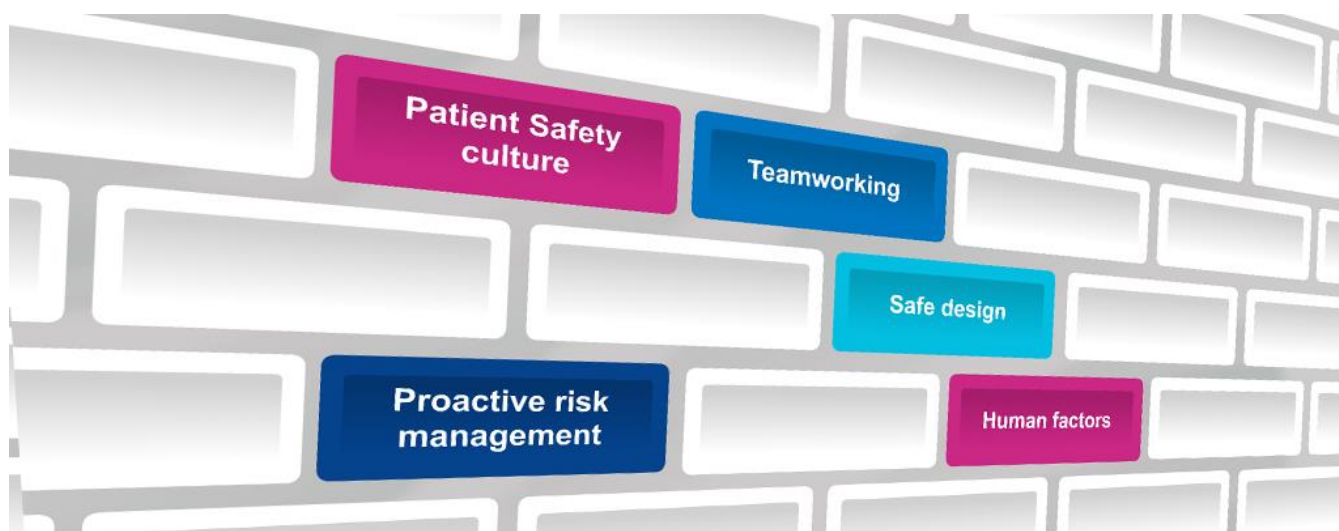 Patient Safety
culture
Teamworking
Safe design
Proactive risk
management
Human factors